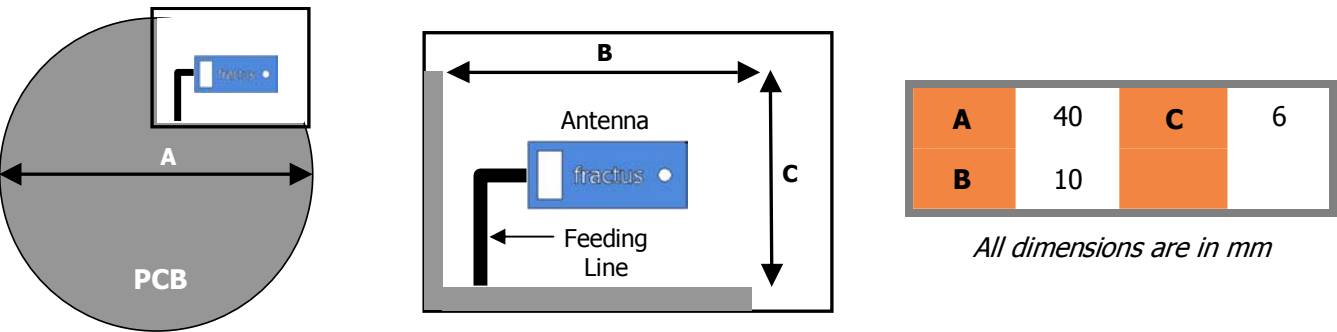 fractus
A
PCB
B
Antenna
fractus
C
Feeding
Line
A 40 C 6
B 10
All dimensions are in mm